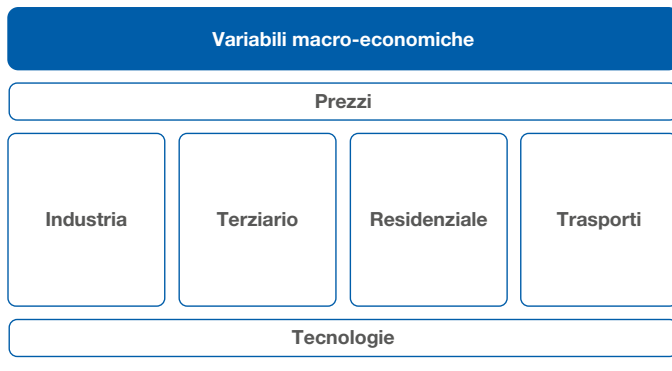 Variabili macro-economiche
Prezzi
Industria
Terziario
Residenziale
Trasporti
Tecnologie